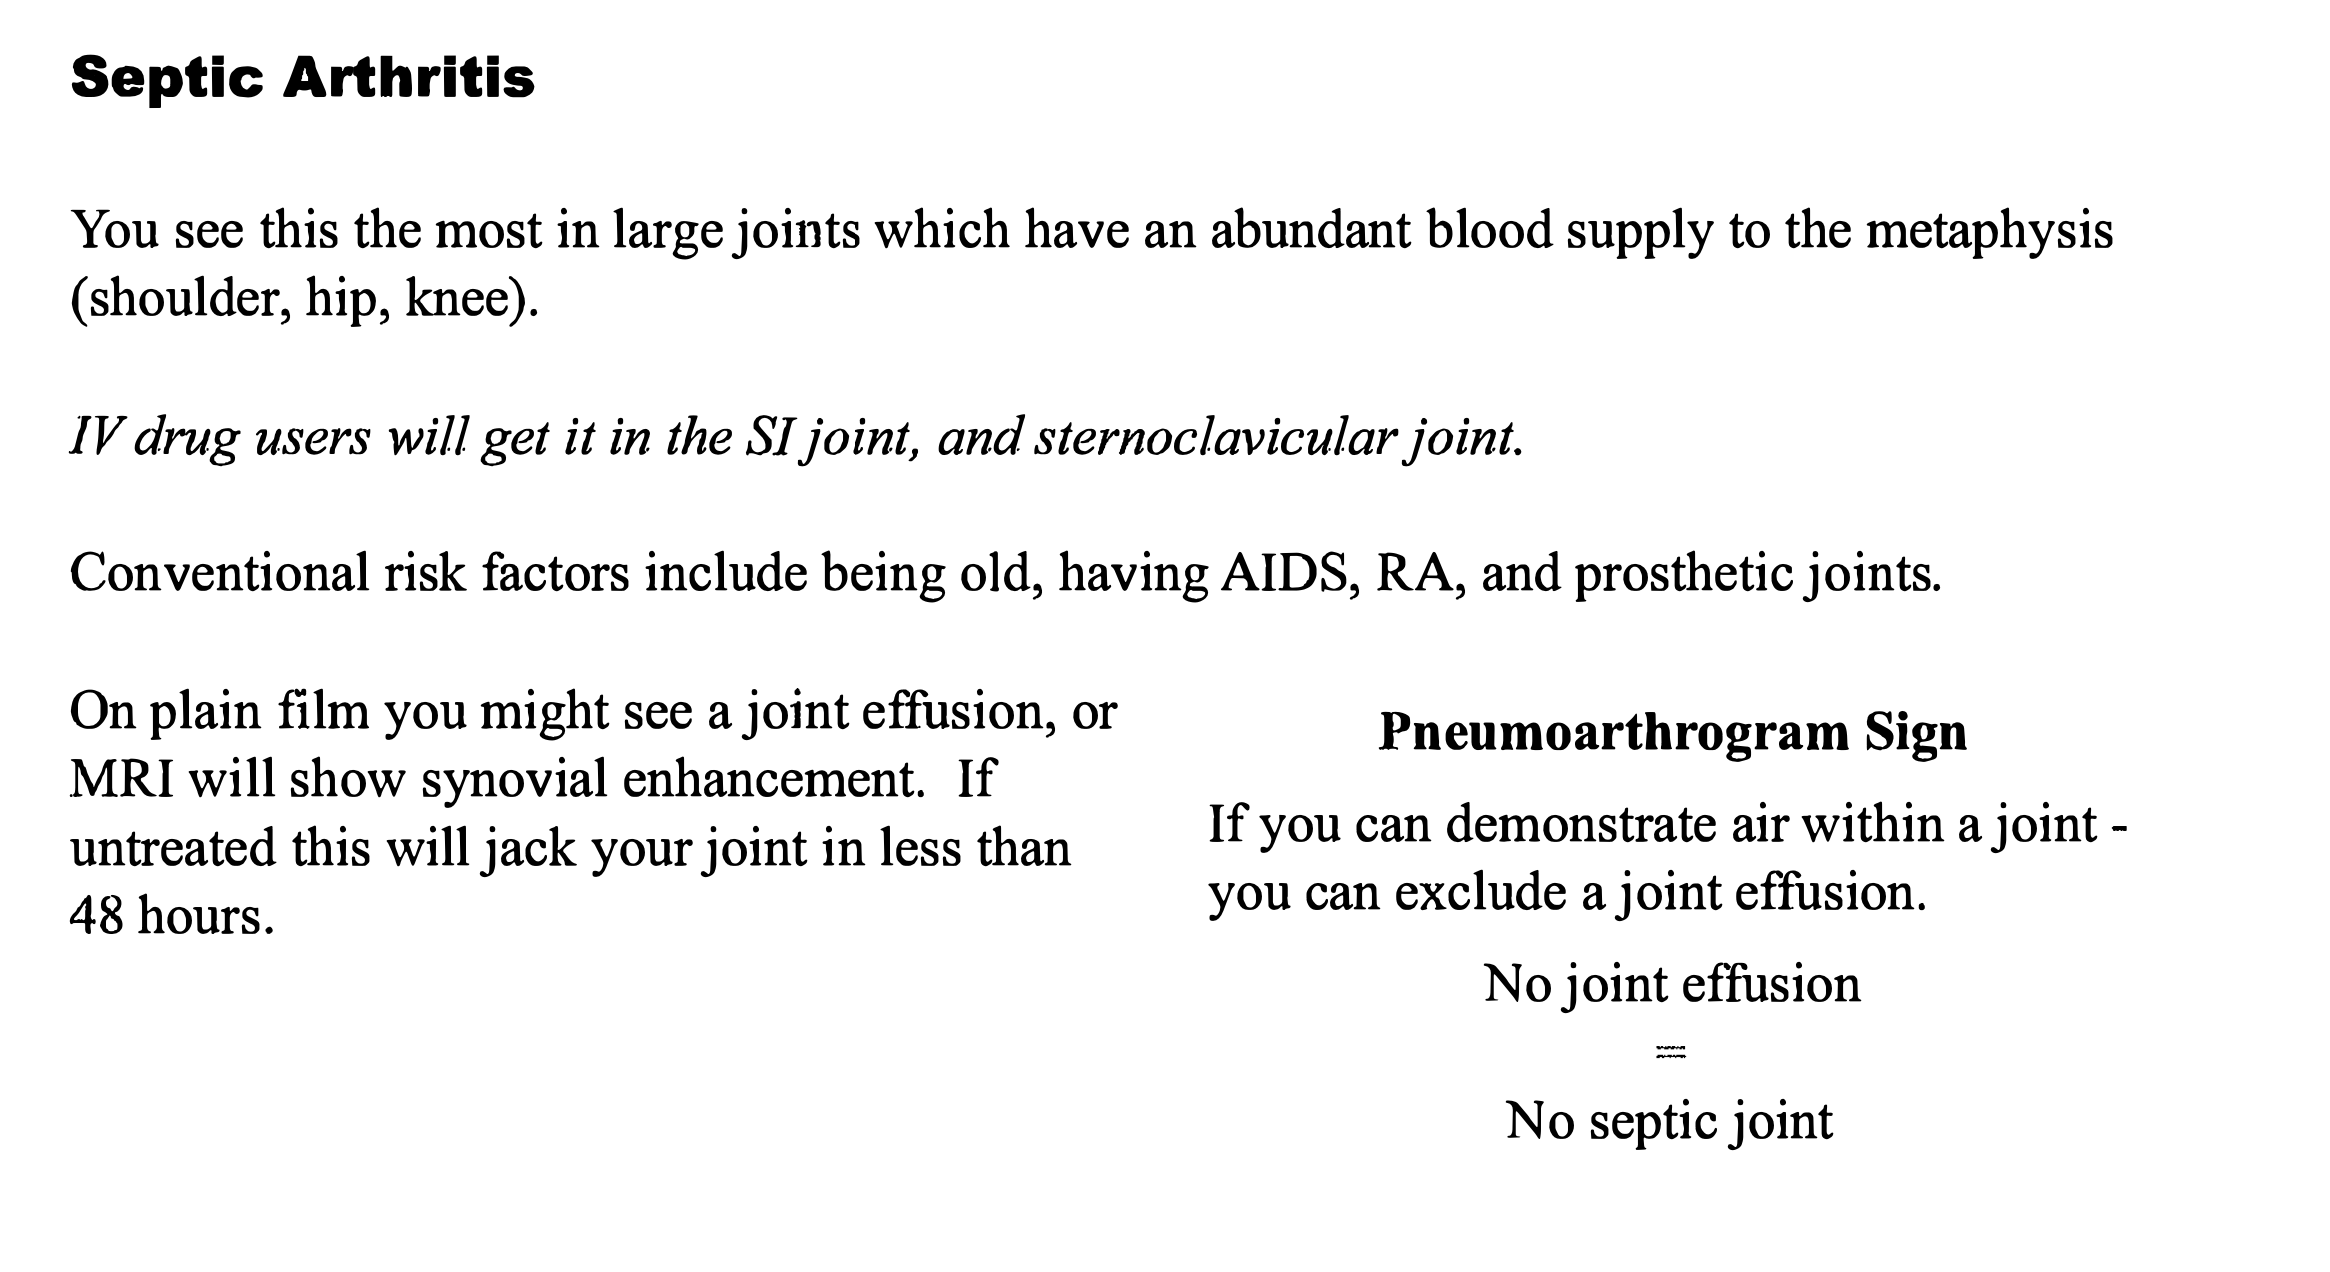 Septic Arthritis
You see this the most in large joints which have an abundant blood supply to the metaphysis
(shoulder, hip, knee).
IV drug users will get it in the SI joint, and sternoclavicular joint.
Conventional risk factors include being old, having AIDS, RA, and prosthetic joints.
On plain film you might see a joint effusion, or
MRI will show synovial enhancement.  If
untreated this will jack your joint in less than
48 hours.
Pneumoarthrogram Sign
If you can demonstrate air within a joint -
you can exclude a joint effusion.
No joint effusion
=
No septic joint